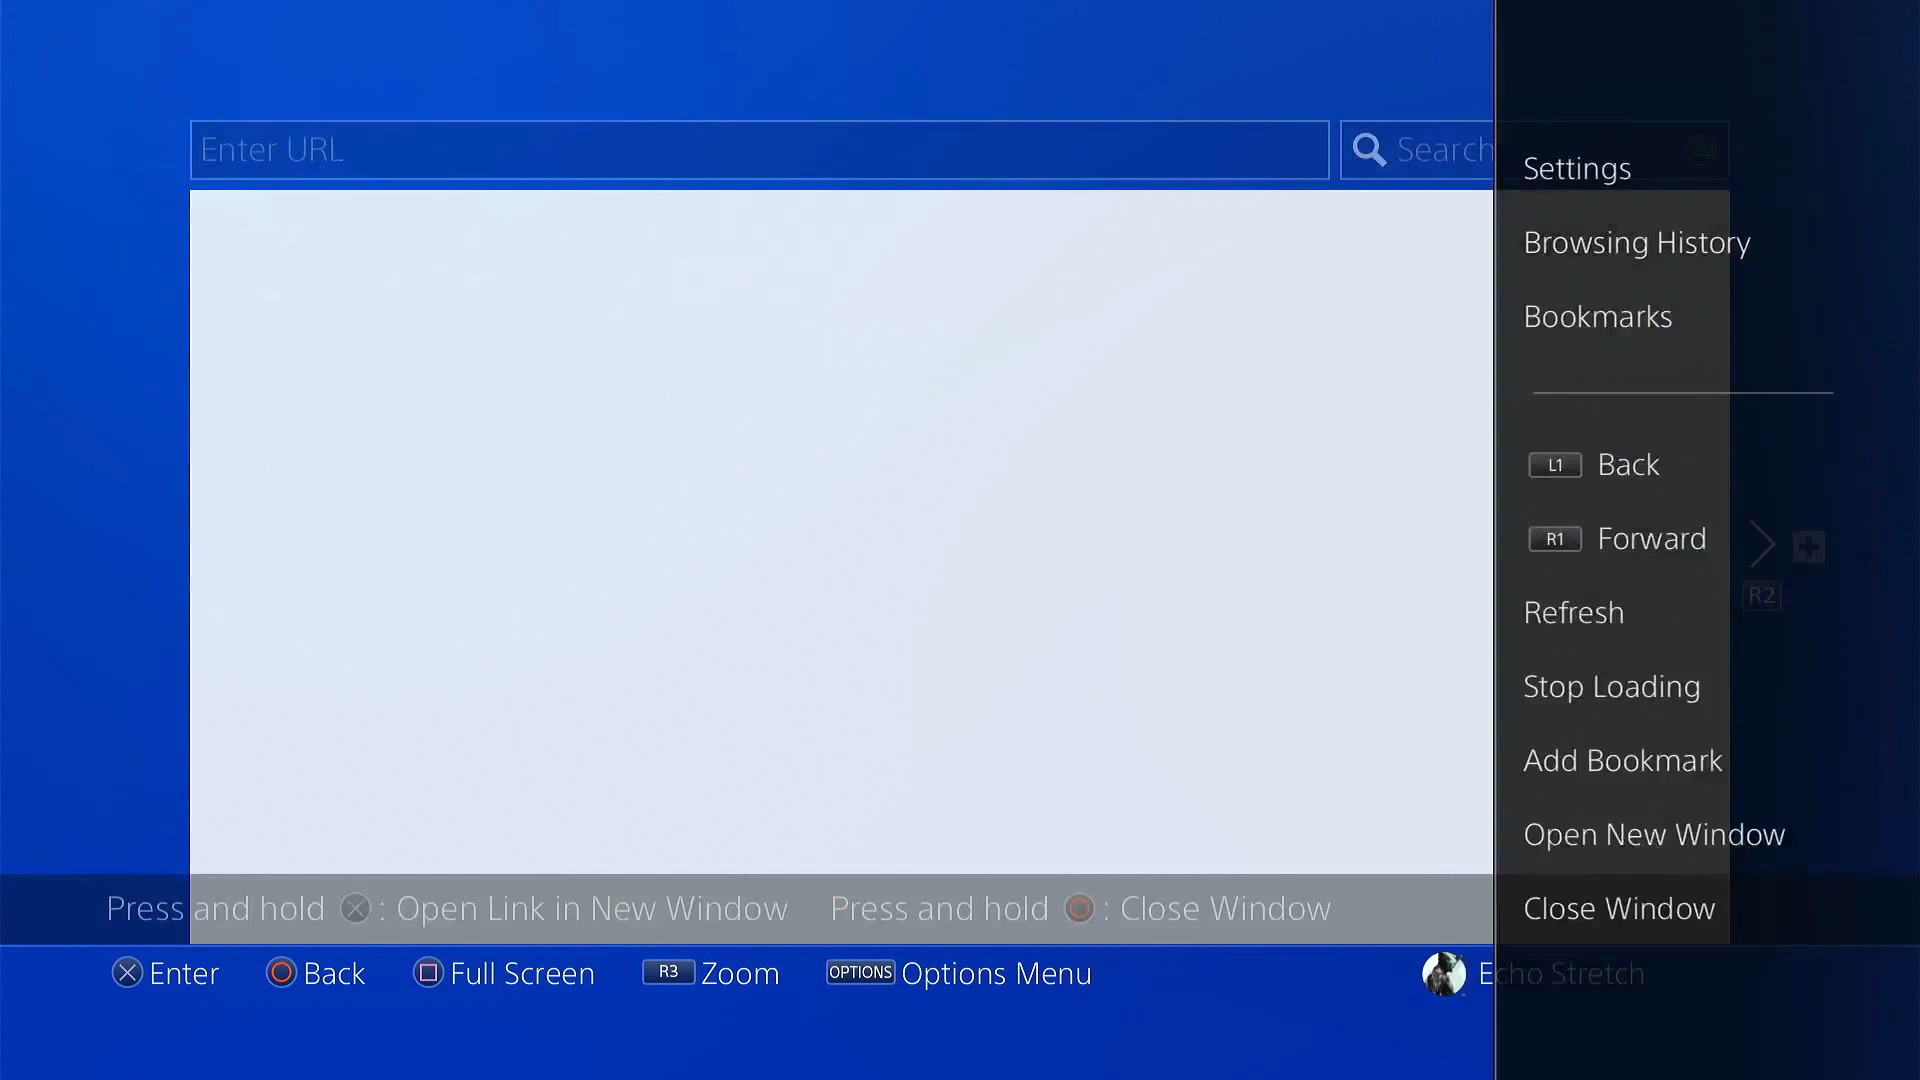 Enter URL
Search
Settings
Browsing History
Bookmarks
L1 Back
R1 Forward
R2
Refresh
Stop Loading
Add Bookmark
Open New Window
Close Window
Press and hold : Open Link in New Window Press and hold : Close Window
Enter Back Full Screen R3 Zoom OPTIONS Options Menu Echo Stretch